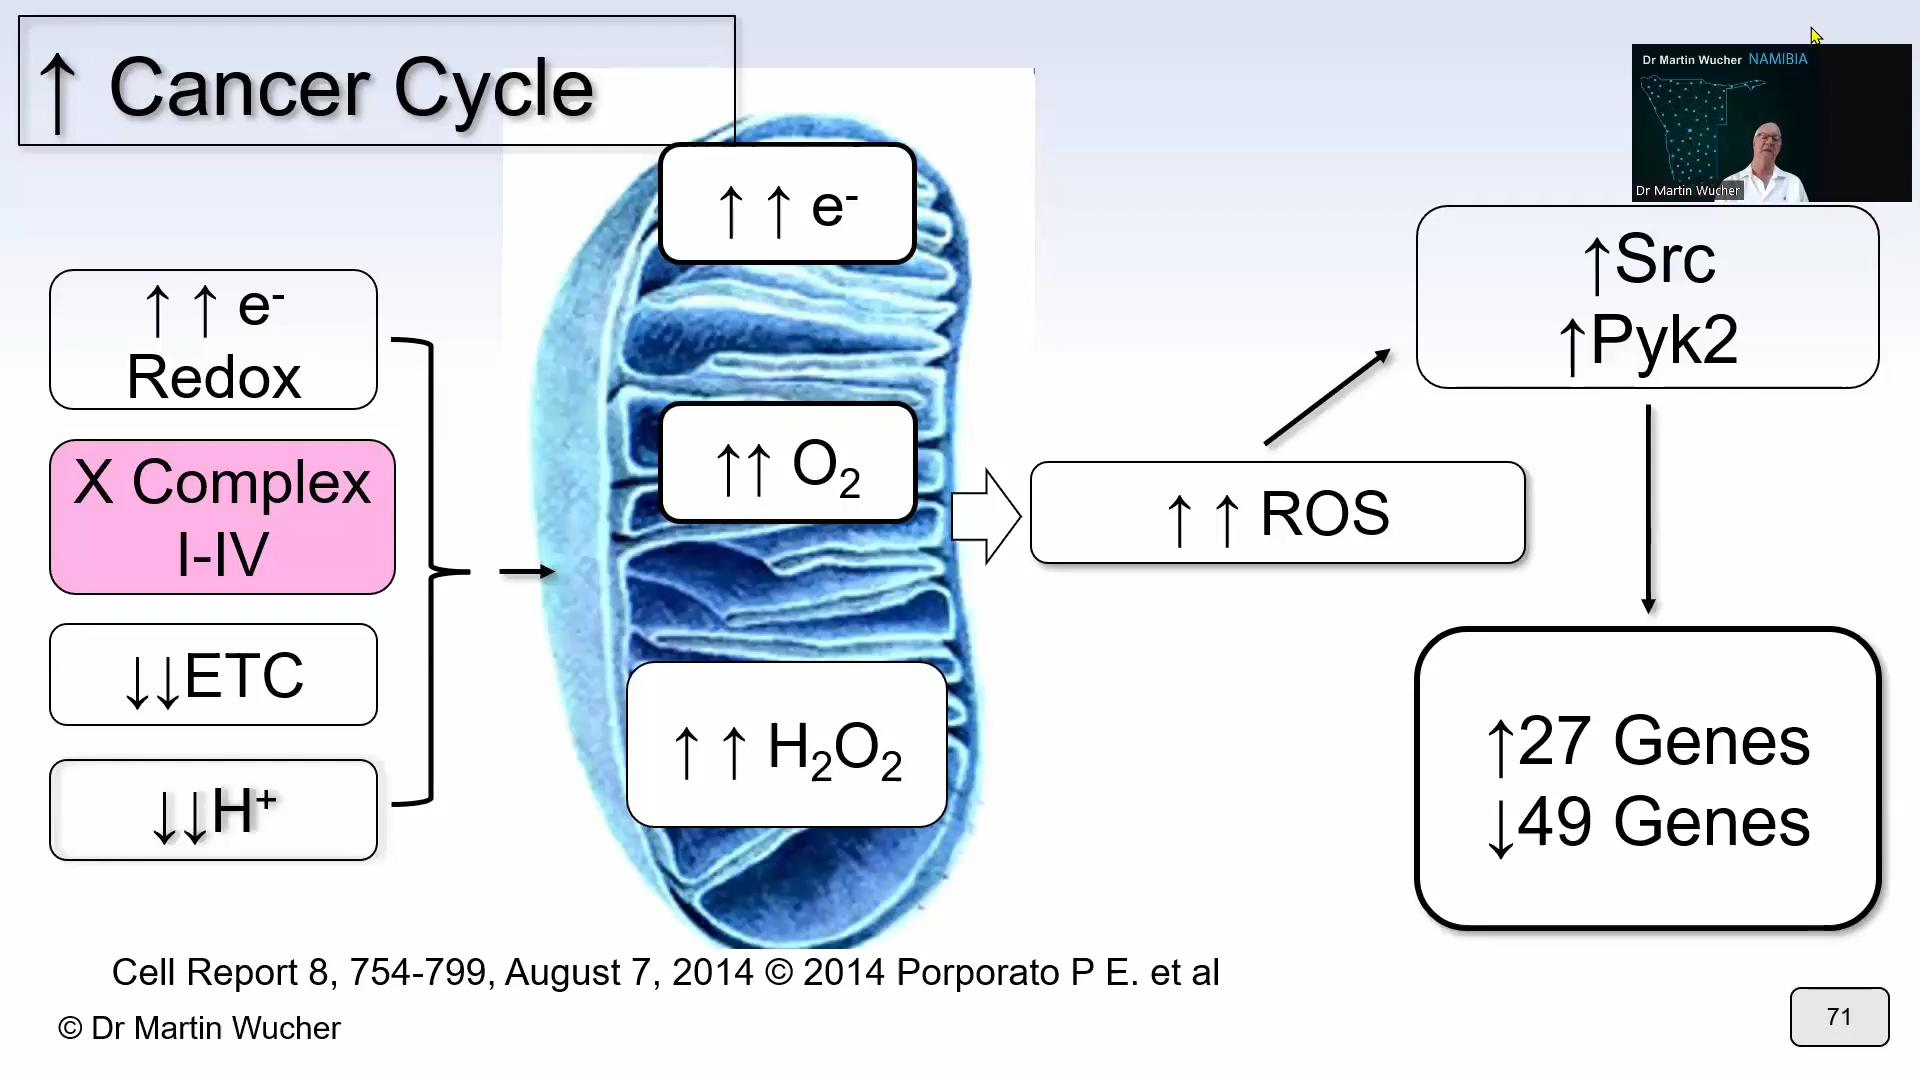 ↑ Cancer Cycle
Dr Martin Wucher NAMIBIA
Dr Martin Wucher
↑ ↑ e⁻
Redox
X Complex
I-IV
↓↓ETC
↓↓H⁺
↑ ↑ e⁻
↑↑ O₂
↑ ↑ H₂O₂
↑ ↑ ROS
↑Src
↑Pyk2
↑27 Genes
↓49 Genes
Cell Report 8, 754-799, August 7, 2014 © 2014 Porporato P E. et al
© Dr Martin Wucher
71